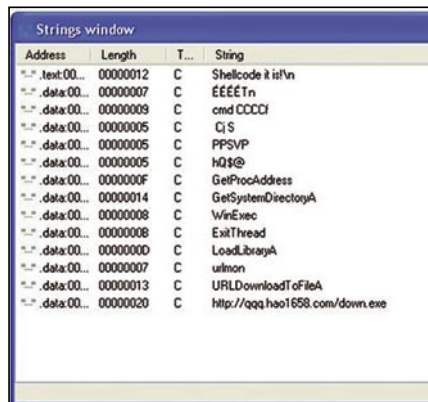 Strings window
Address Length T... String
"..." .text:00... 00000012 C Shellcode it is!\n
"..." .data:00... 00000007 C ÉÉÉÉTn
"..." .data:00... 00000009 C cmd CCCCf
"..." .data:00... 00000005 C Cj S
"..." .data:00... 00000005 C PPSVP
"..." .data:00... 00000005 C hQ$@
"..." .data:00... 0000000F C GetProcAddress
"..." .data:00... 00000014 C GetSystemDirectoryA
"..." .data:00... 00000008 C WinExec
"..." .data:00... 0000000B C ExitThread
"..." .data:00... 0000000D C LoadLibraryA
"..." .data:00... 00000007 C urlmon
"..." .data:00... 00000013 C URLDownloadToFileA
"..." .data:00... 00000020 C http://qqq.hao1658.com/down.exe